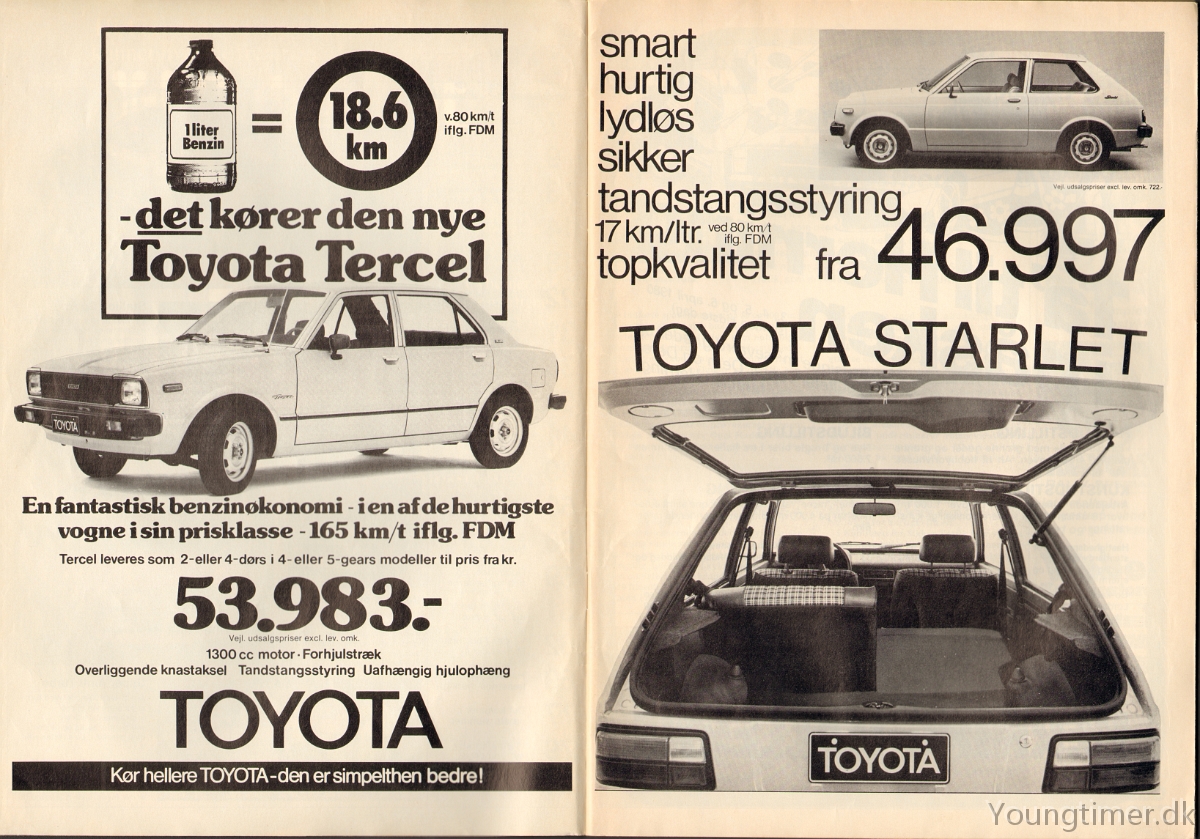 1 liter
Benzin
=
18.6
km
v.80 km/t
iflg. FDM
-det kører den nye
Toyota Tercel
TOYOTA
En fantastisk benzinøkonomi - i en af de hurtigste
vogne i sin prisklasse - 165 km/t iflg. FDM
Tercel leveres som 2-eller 4-dørs i 4- eller 5-gears modeller til pris fra kr.
53.983.-
Vejl. udsalgspriser excl. lev. omk.
1300 cc motor · Forhjulstræk
Overliggende knastaksel Tandstangsstyring Uafhængig hjulophæng
TOYOTA
Kør hellere TOYOTA-den er simpelthen bedre!
smart
hurtig
lydløs
sikker
tandstangsstyring
17 km/ltr. ved 80 km/t
iflg. FDM
topkvalitet fra 46.997
Vejl. udsalgspriser excl. lev. omk. 722.-
TOYOTA STARLET
TOYOTA
Youngtimer.dk